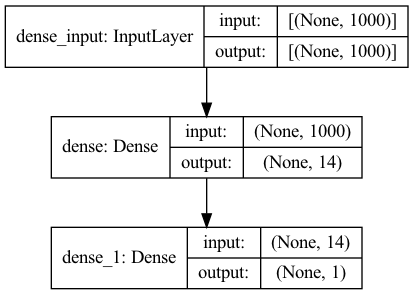 dense_input: InputLayer
input: [(None, 1000)]
output: [(None, 1000)]
dense: Dense
input: (None, 1000)
output: (None, 14)
dense_1: Dense
input: (None, 14)
output: (None, 1)